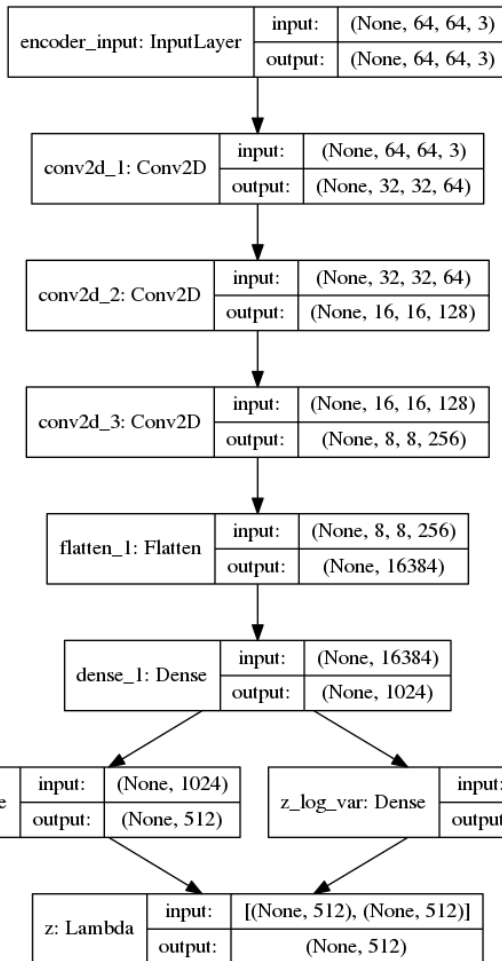 encoder_input: InputLayer
input: (None, 64, 64, 3)
output: (None, 64, 64, 3)
conv2d_1: Conv2D
input: (None, 64, 64, 3)
output: (None, 32, 32, 64)
conv2d_2: Conv2D
input: (None, 32, 32, 64)
output: (None, 16, 16, 128)
conv2d_3: Conv2D
input: (None, 16, 16, 128)
output: (None, 8, 8, 256)
flatten_1: Flatten
input: (None, 8, 8, 256)
output: (None, 16384)
dense_1: Dense
input: (None, 16384)
output: (None, 1024)
input: (None, 1024)
output: (None, 512)
z_log_var: Dense
input:
output
z: Lambda
input: [(None, 512), (None, 512)]
output: (None, 512)